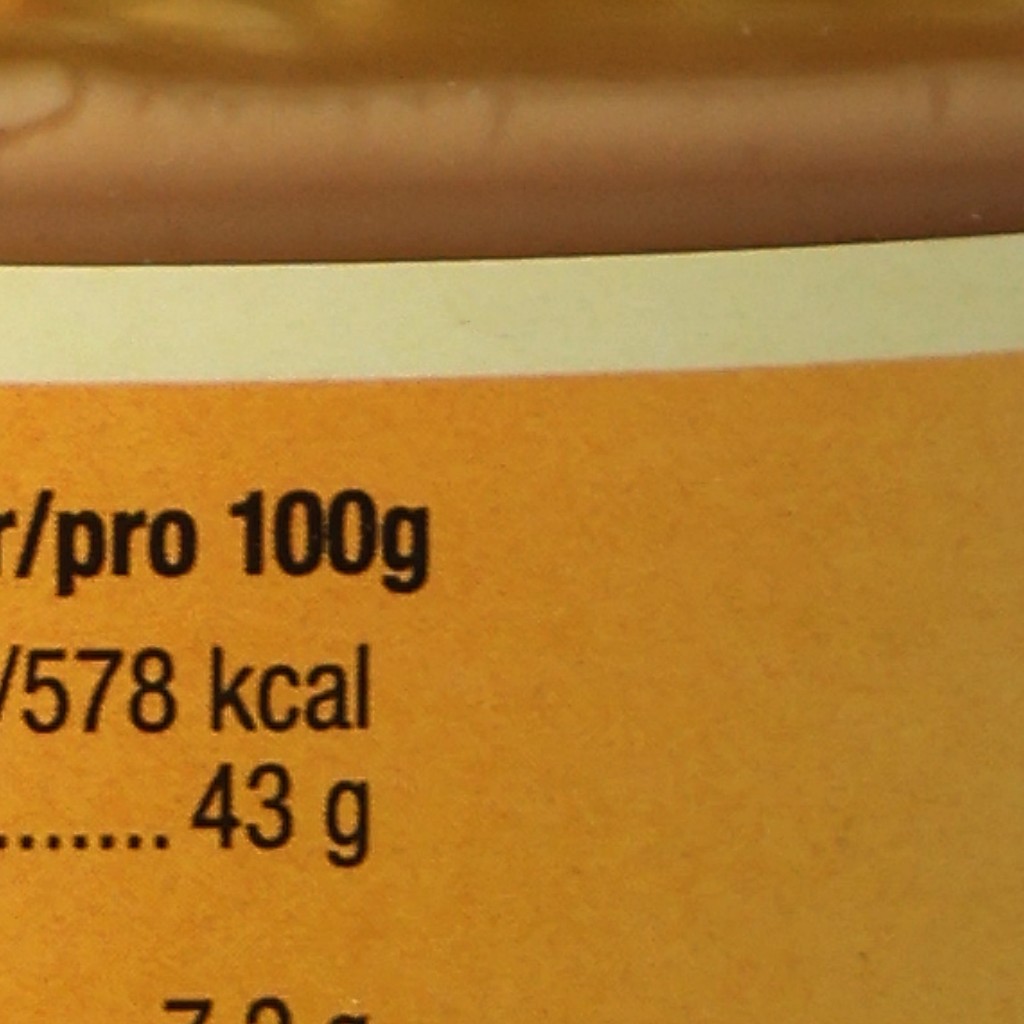 r/pro 100g
/578 kcal
....... 43 g